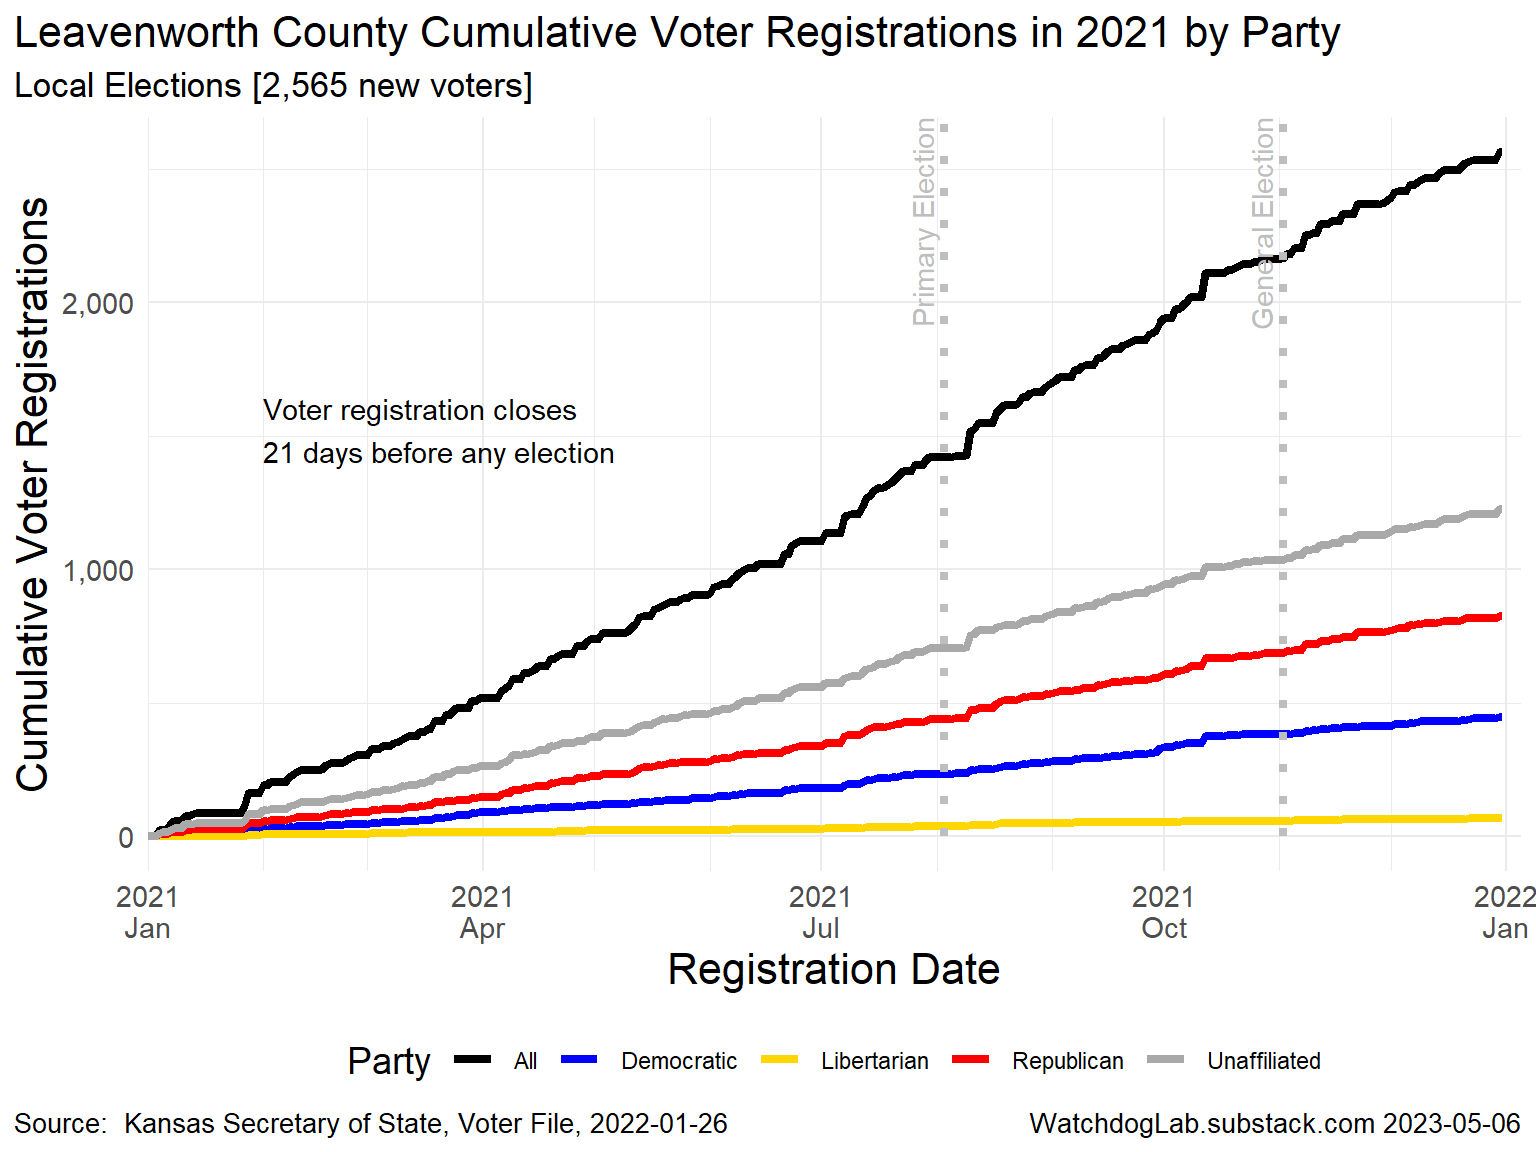 Leavenworth County Cumulative Voter Registrations in 2021 by Party
Local Elections [2,565 new voters]
Cumulative Voter Registrations
2,000
1,000
0
Primary Election
General Election
Voter registration closes
21 days before any election
2021
Jan
2021
Apr
2021
Jul
2021
Oct
2022
Jan
Registration Date
Party
All
Democratic
Libertarian
Republican
Unaffiliated
Source:  Kansas Secretary of State, Voter File, 2022-01-26
WatchdogLab.substack.com 2023-05-06